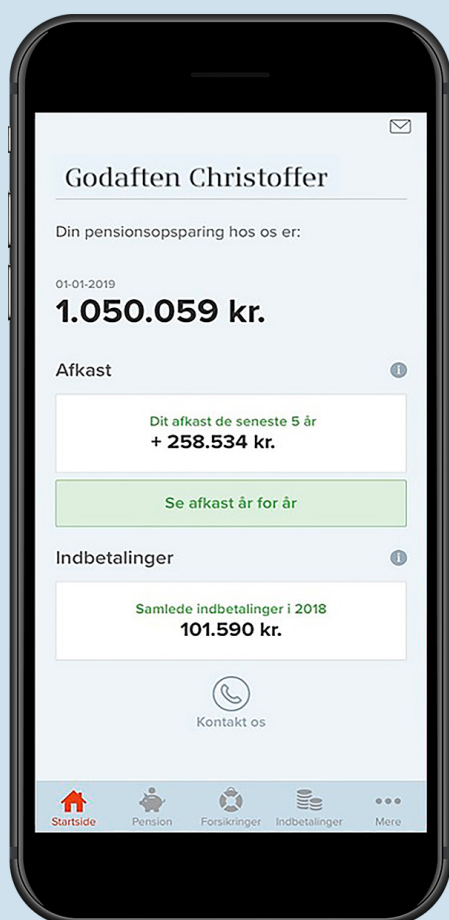 Godaften Christoffer
Din pensionsopsparing hos os er:
01-01-2019
1.050.059 kr.
Afkast
i
Dit afkast de seneste 5 år
+ 258.534 kr.
Se afkast år for år
Indbetalinger
i
Samlede indbetalinger i 2018
101.590 kr.
Kontakt os
Startside Pension Forsikringer Indbetalinger Mere